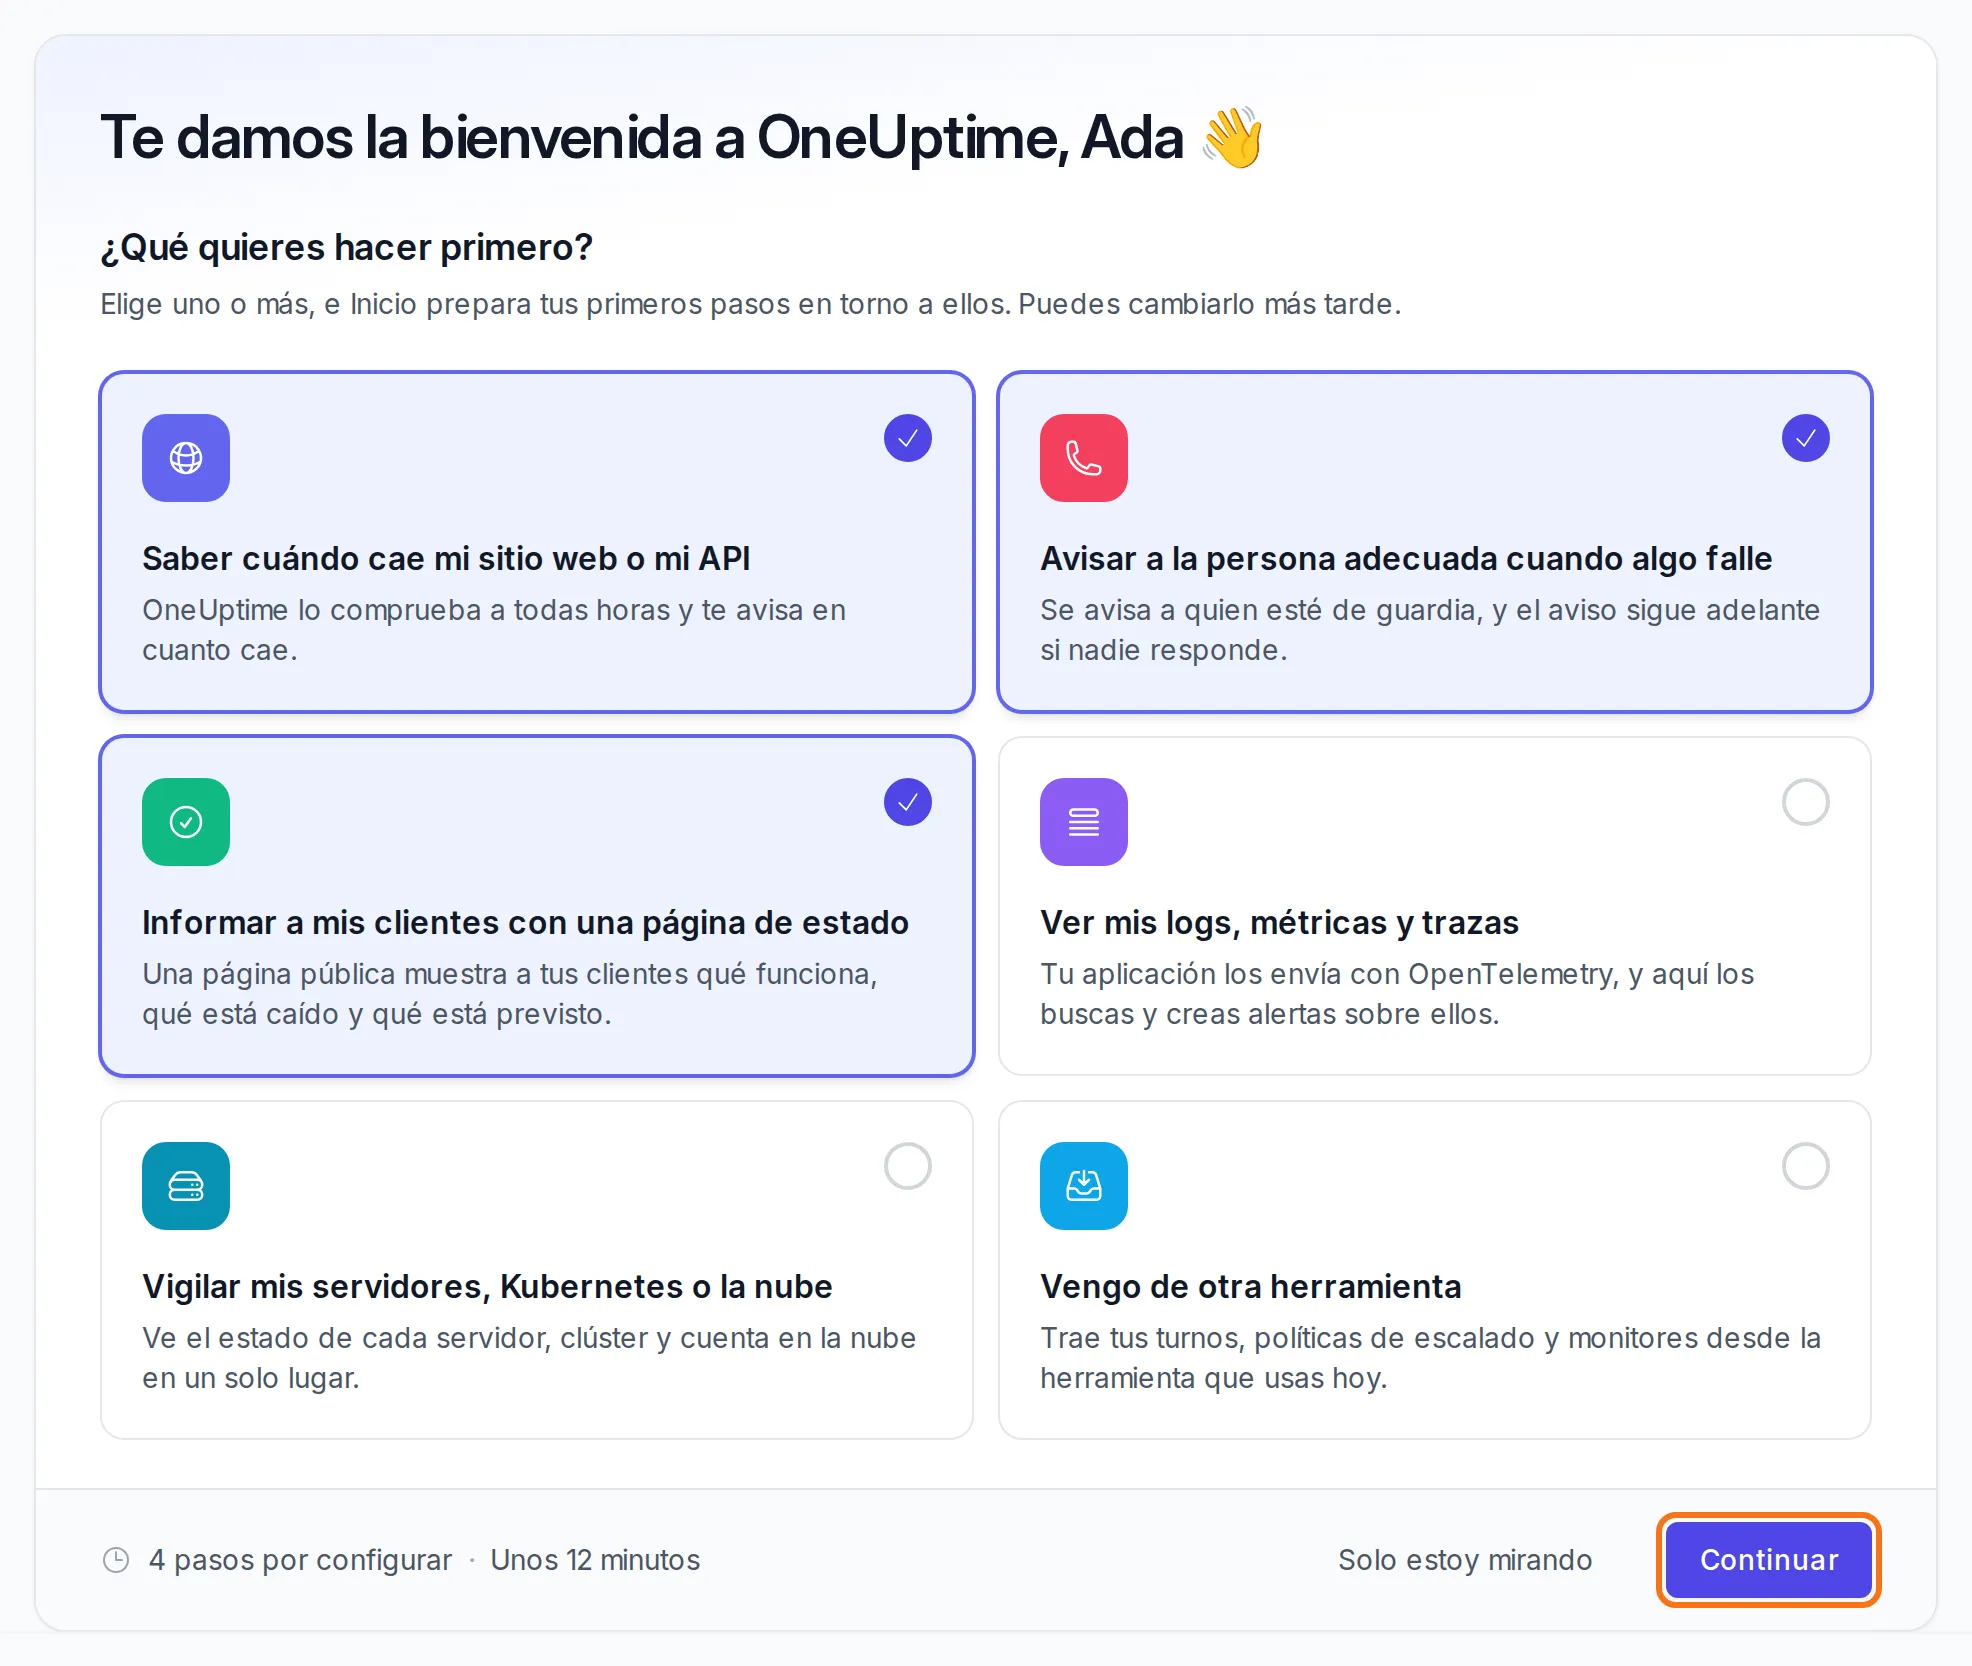 Te damos la bienvenida a OneUptime, Ada 👋
¿Qué quieres hacer primero?
Elige uno o más, e Inicio prepara tus primeros pasos en torno a ellos. Puedes cambiarlo más tarde.
Saber cuándo cae mi sitio web o mi API
OneUptime lo comprueba a todas horas y te avisa en
cuanto cae.
Avisar a la persona adecuada cuando algo falle
Se avisa a quien esté de guardia, y el aviso sigue adelante
si nadie responde.
Informar a mis clientes con una página de estado
Una página pública muestra a tus clientes qué funciona,
qué está caído y qué está previsto.
Ver mis logs, métricas y trazas
Tu aplicación los envía con OpenTelemetry, y aquí los
buscas y creas alertas sobre ellos.
Vigilar mis servidores, Kubernetes o la nube
Ve el estado de cada servidor, clúster y cuenta en la nube
en un solo lugar.
Vengo de otra herramienta
Trae tus turnos, políticas de escalado y monitores desde la
herramienta que usas hoy.
4 pasos por configurar · Unos 12 minutos
Solo estoy mirando
Continuar